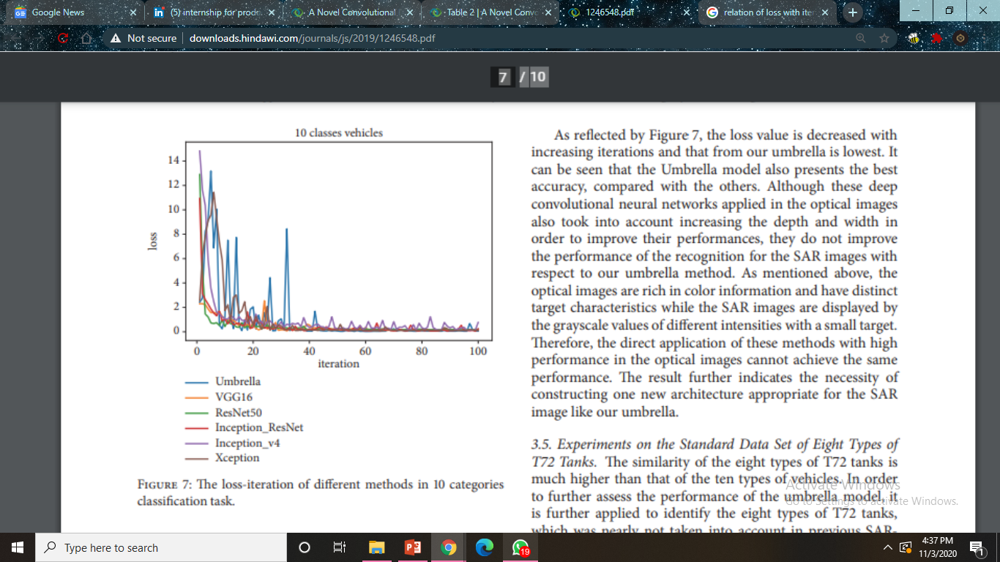 Google News
(5) internship for produ
A Novel Convolutional
Table 2 | A Novel Conv
1246548.pdf
relation of loss with iter
Not secure | downloads.hindawi.com/journals/js/2019/1246548.pdf
7 / 10
10 classes vehicles
14
12
10
8
6
4
2
0
loss
0 20 40 60 80 100
iteration
Umbrella
VGG16
ResNet50
Inception_ResNet
Inception_v4
Xception
FIGURE 7: The loss-iteration of different methods in 10 categories
classification task.
As reflected by Figure 7, the loss value is decreased with
increasing iterations and that from our umbrella is lowest. It
can be seen that the Umbrella model also presents the best
accuracy, compared with the others. Although these deep
convolutional neural networks applied in the optical images
also took into account increasing the depth and width in
order to improve their performances, they do not improve
the performance of the recognition for the SAR images with
respect to our umbrella method. As mentioned above, the
optical images are rich in color information and have distinct
target characteristics while the SAR images are displayed by
the grayscale values of different intensities with a small target.
Therefore, the direct application of these methods with high
performance in the optical images cannot achieve the same
performance. The result further indicates the necessity of
constructing one new architecture appropriate for the SAR
image like our umbrella.
3.5. Experiments on the Standard Data Set of Eight Types of
T72 Tanks. The similarity of the eight types of T72 tanks is
much higher than that of the ten types of vehicles. In order
to further assess the performance of the umbrella model, it
is further applied to identify the eight types of T72 tanks,
which was nearly not taken into account in previous SAR-
Activate Windows
Go to Settings to activate Windows.
Type here to search
19
4:37 PM
11/3/2020
1